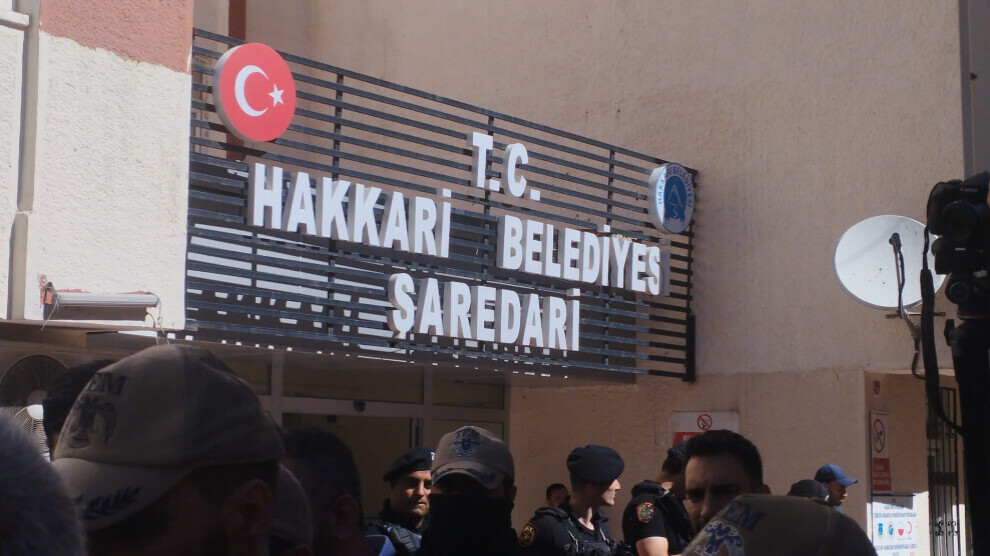 T.C.
HAKKARİ BELEDİYES
ŞAREDARİ